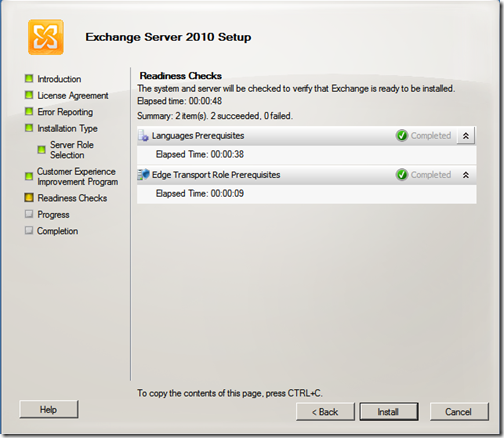 Exchange Server 2010 Setup
Introduction
License Agreement
Error Reporting
Installation Type
Server Role
Selection
Customer Experience
Improvement Program
Readiness Checks
Progress
Completion
Readiness Checks
The system and server will be checked to verify that Exchange is ready to be installed.
Elapsed time: 00:00:48
Summary: 2 item(s). 2 succeeded, 0 failed.
Languages Prerequisites Completed
Elapsed Time: 00:00:38
Edge Transport Role Prerequisites Completed
Elapsed Time: 00:00:09
To copy the contents of this page, press CTRL+C.
Help < Back Install Cancel